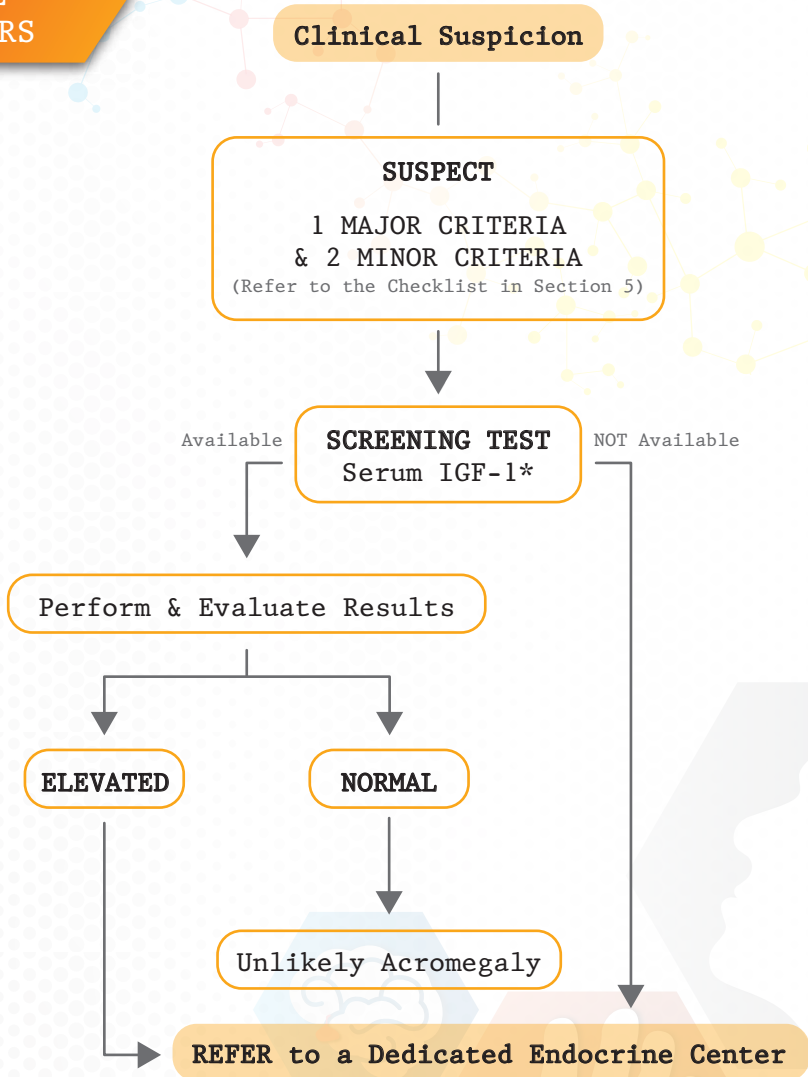 RS
Clinical Suspicion
SUSPECT
1 MAJOR CRITERIA
& 2 MINOR CRITERIA
(Refer to the Checklist in Section 5)
Available
SCREENING TEST
NOT Available
Serum IGF-1*
Perform & Evaluate Results
ELEVATED
NORMAL
Unlikely Acromegaly
REFER to a Dedicated Endocrine Center